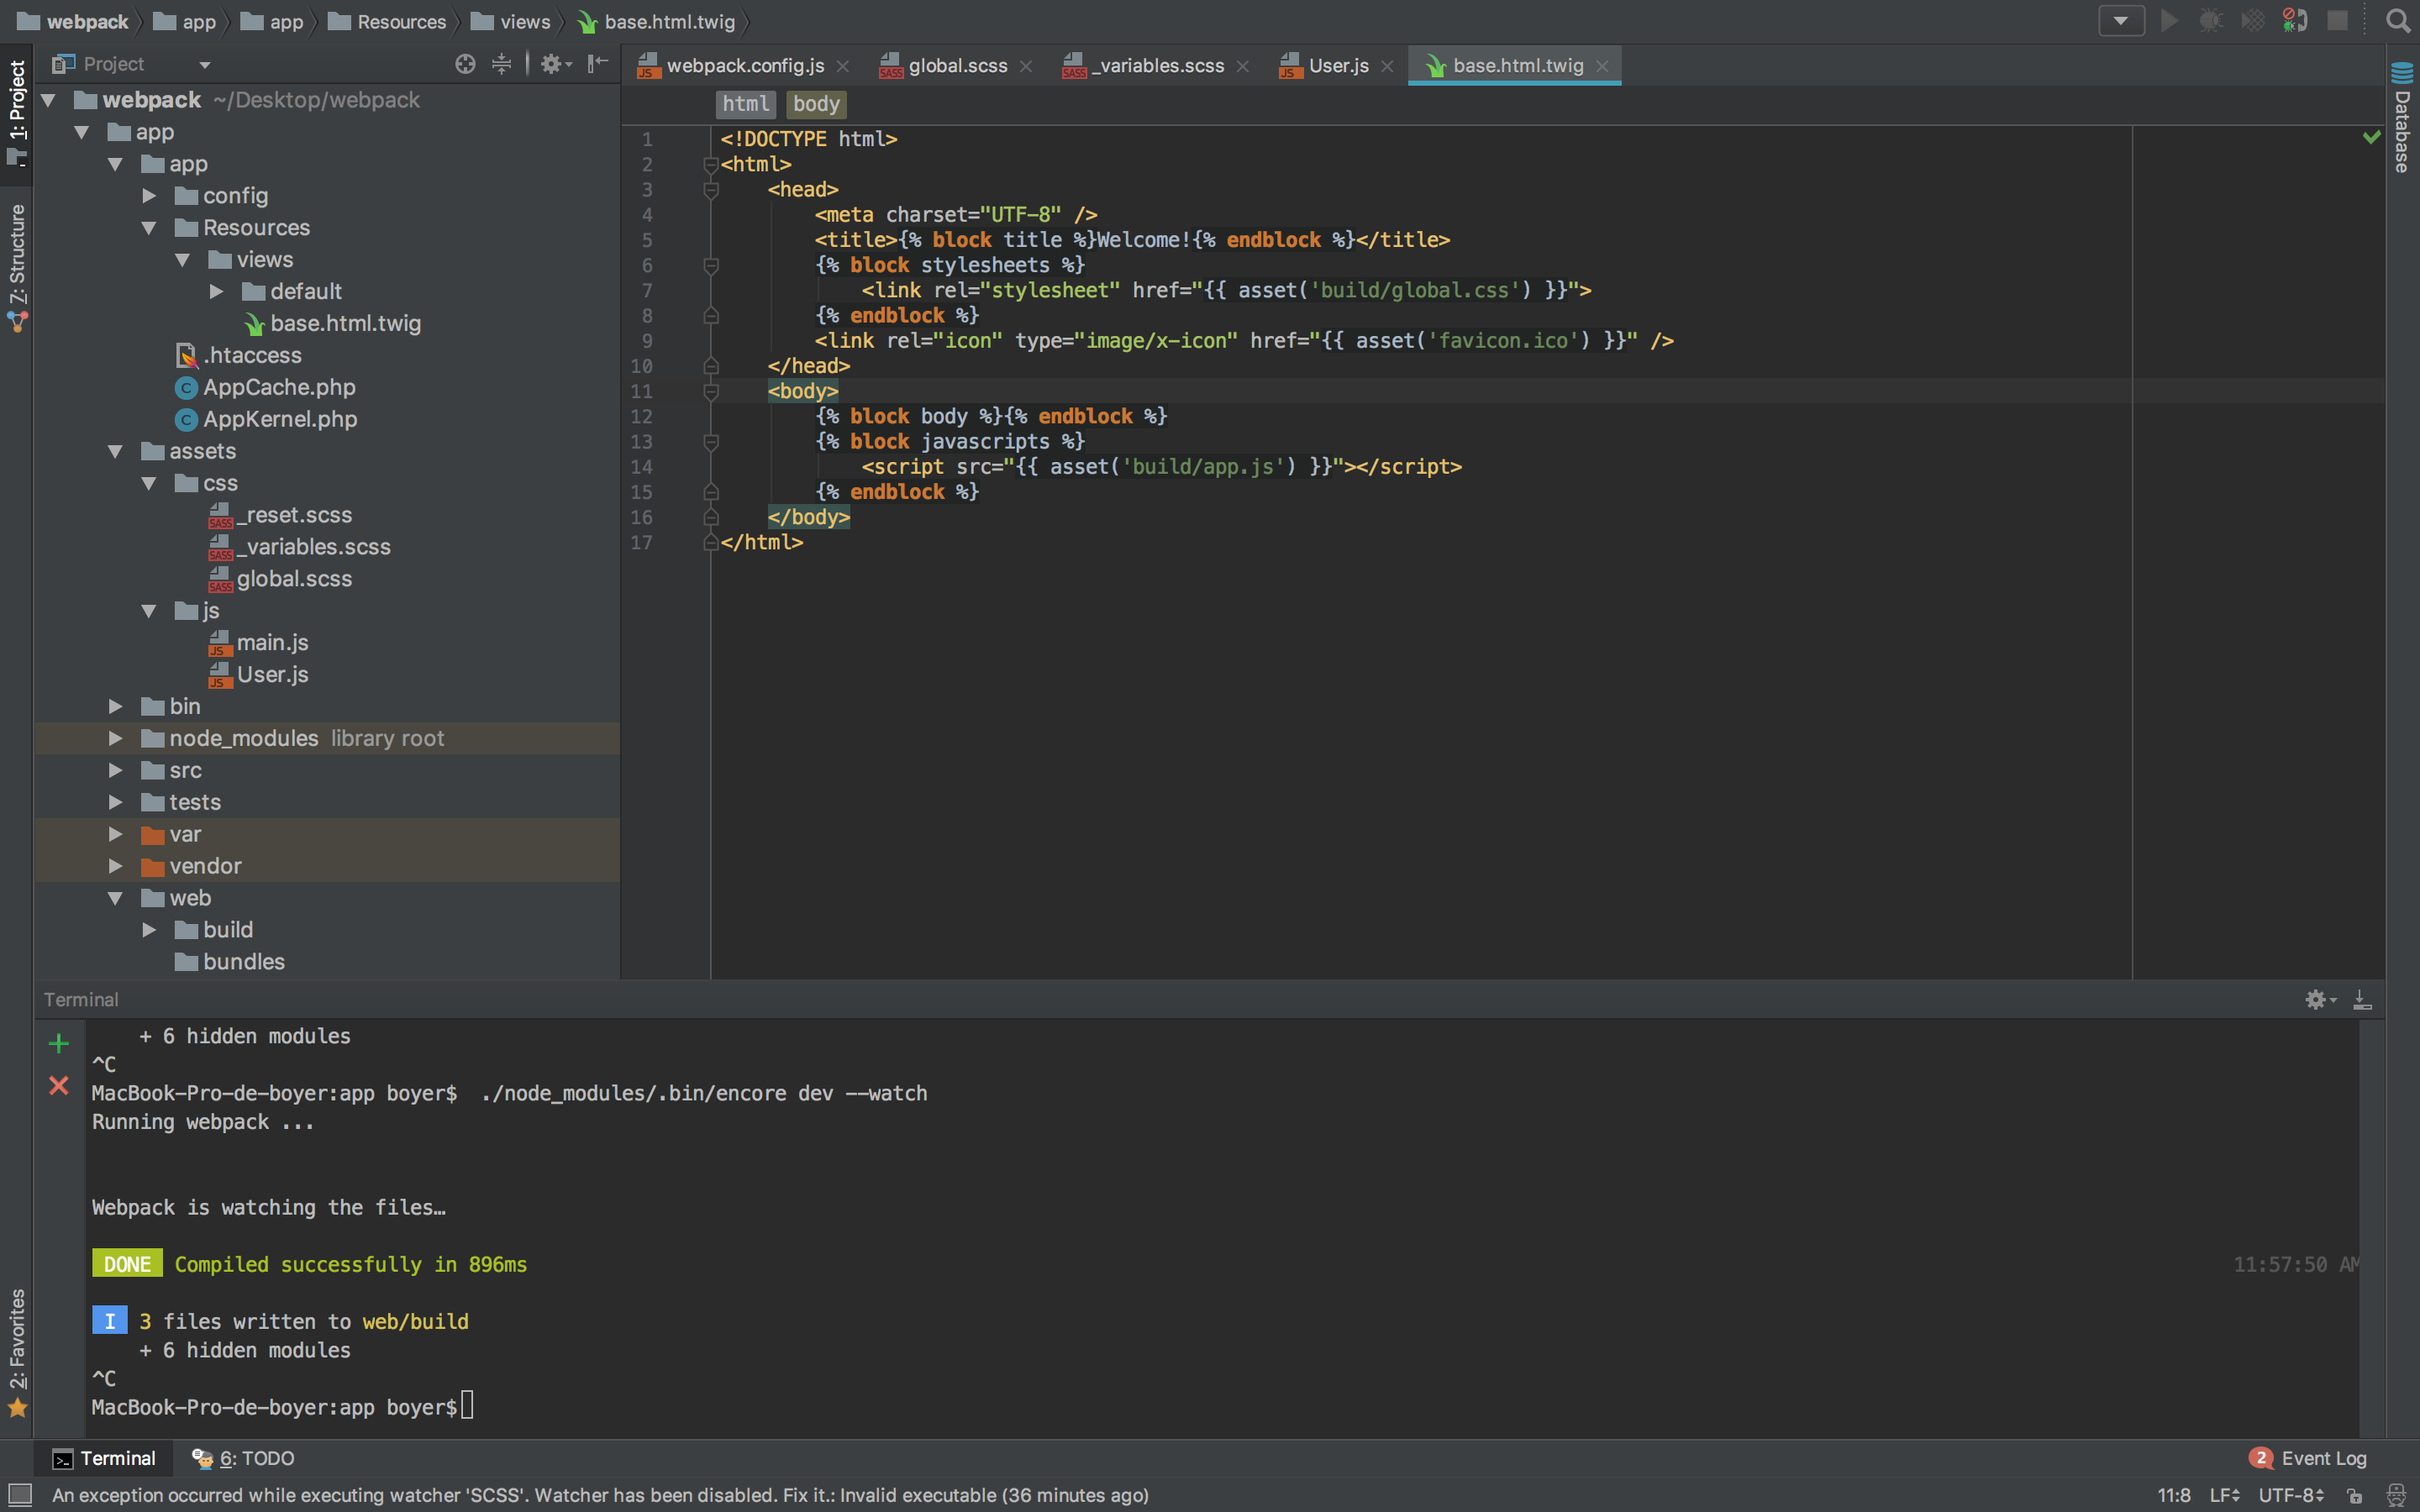 webpack app app Resources views base.html.twig
1: Project
7: Structure
2: Favorites
Project
webpack ~/Desktop/webpack
app
app
config
Resources
views
default
base.html.twig
.htaccess
AppCache.php
AppKernel.php
assets
css
_reset.scss
_variables.scss
global.scss
js
main.js
User.js
bin
node_modules library root
src
tests
var
vendor
web
build
bundles
webpack.config.js global.scss _variables.scss User.js base.html.twig
html body
1 <!DOCTYPE html>
2 <html>
3 <head>
4 <meta charset="UTF-8" />
5 <title>{% block title %}Welcome!{% endblock %}</title>
6 {% block stylesheets %}
7 <link rel="stylesheet" href="{{ asset('build/global.css') }}">
8 {% endblock %}
9 <link rel="icon" type="image/x-icon" href="{{ asset('favicon.ico') }}" />
10 </head>
11 <body>
12 {% block body %}{% endblock %}
13 {% block javascripts %}
14 <script src="{{ asset('build/app.js') }}"></script>
15 {% endblock %}
16 </body>
17 </html>
Database
Terminal
+ 6 hidden modules
^C
MacBook-Pro-de-boyer:app boyer$ ./node_modules/.bin/encore dev --watch
Running webpack ...
Webpack is watching the files…
DONE Compiled successfully in 896ms 11:57:50 AM
I 3 files written to web/build
+ 6 hidden modules
^C
MacBook-Pro-de-boyer:app boyer$
Terminal 6: TODO 2 Event Log
An exception occurred while executing watcher 'SCSS'. Watcher has been disabled. Fix it.: Invalid executable (36 minutes ago) 11:8 LF UTF-8